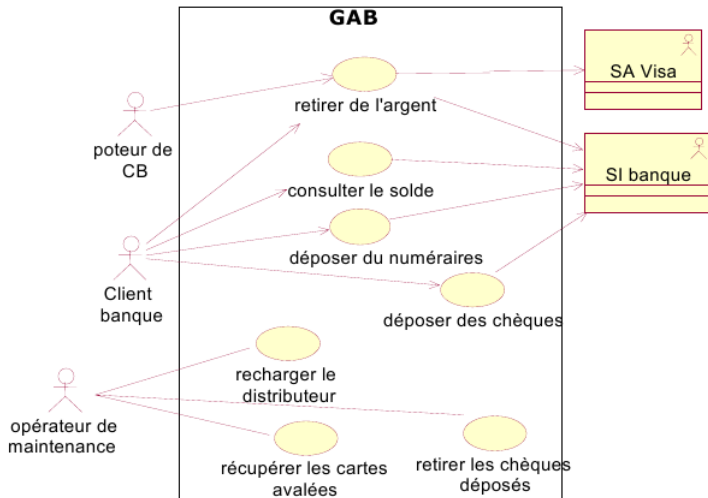 GAB
SA Visa
retirer de l'argent
poteur de
CB
SI banque
consulter le solde
déposer du numéraires
Client
banque
déposer des chèques
recharger le
distributeur
opérateur de
maintenance
récupérer les cartes
avalées
retirer les chèques
déposés